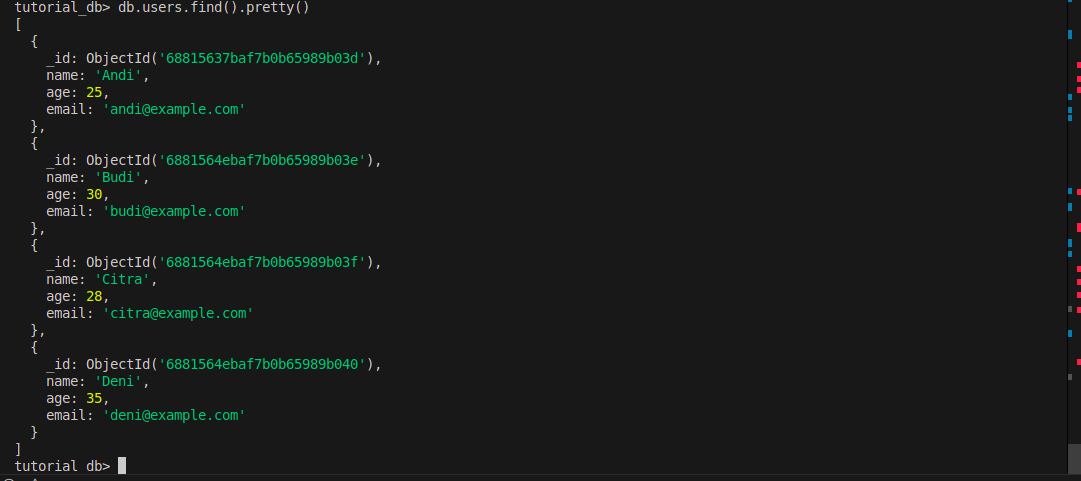 tutorial_db> db.users.find().pretty()
[
  {
    _id: ObjectId('68815637baf7b0b65989b03d'),
    name: 'Andi',
    age: 25,
    email: 'andi@example.com'
  },
  {
    _id: ObjectId('6881564ebaf7b0b65989b03e'),
    name: 'Budi',
    age: 30,
    email: 'budi@example.com'
  },
  {
    _id: ObjectId('6881564ebaf7b0b65989b03f'),
    name: 'Citra',
    age: 28,
    email: 'citra@example.com'
  },
  {
    _id: ObjectId('6881564ebaf7b0b65989b040'),
    name: 'Deni',
    age: 35,
    email: 'deni@example.com'
  }
]
tutorial_db>